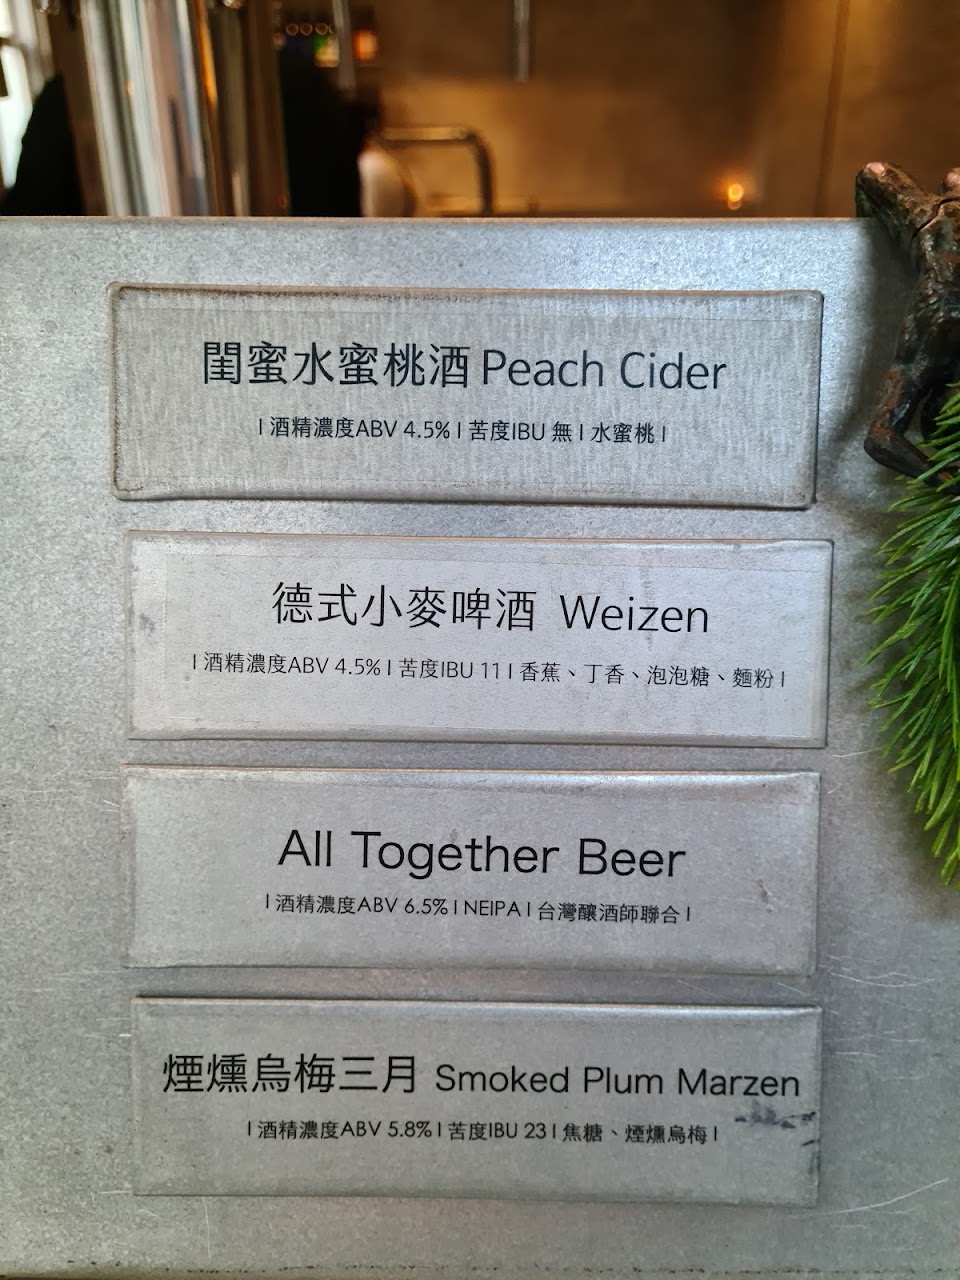 閨蜜水蜜桃酒 Peach Cider
| 酒精濃度ABV 4.5% | 苦度IBU 無 | 水蜜桃 |
德式小麥啤酒 Weizen
| 酒精濃度ABV 4.5% | 苦度IBU 11 | 香蕉、丁香、泡泡糖、麵粉 |
All Together Beer
| 酒精濃度ABV 6.5% | NEIPA | 台灣釀酒師聯合 |
煙燻烏梅三月 Smoked Plum Marzen
| 酒精濃度ABV 5.8% | 苦度IBU 23 | 焦糖、煙燻烏梅 |